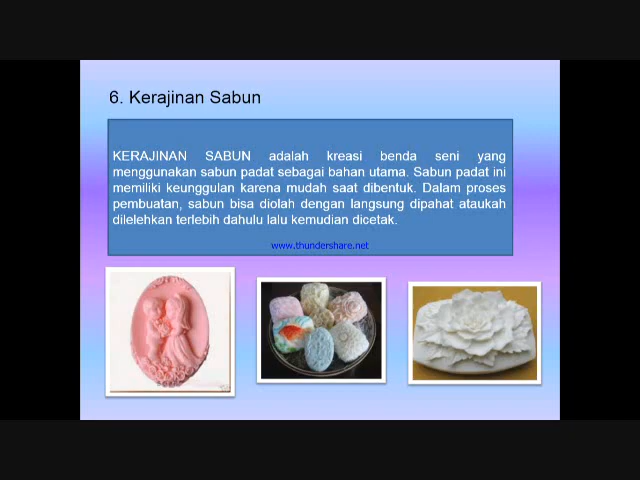 6. Kerajinan Sabun
KERAJINAN SABUN adalah kreasi benda seni yang
menggunakan sabun padat sebagai bahan utama. Sabun padat ini
memiliki keunggulan karena mudah saat dibentuk. Dalam proses
pembuatan, sabun bisa diolah dengan langsung dipahat ataukah
dilelehkan terlebih dahulu lalu kemudian dicetak.
www.thundershare.net